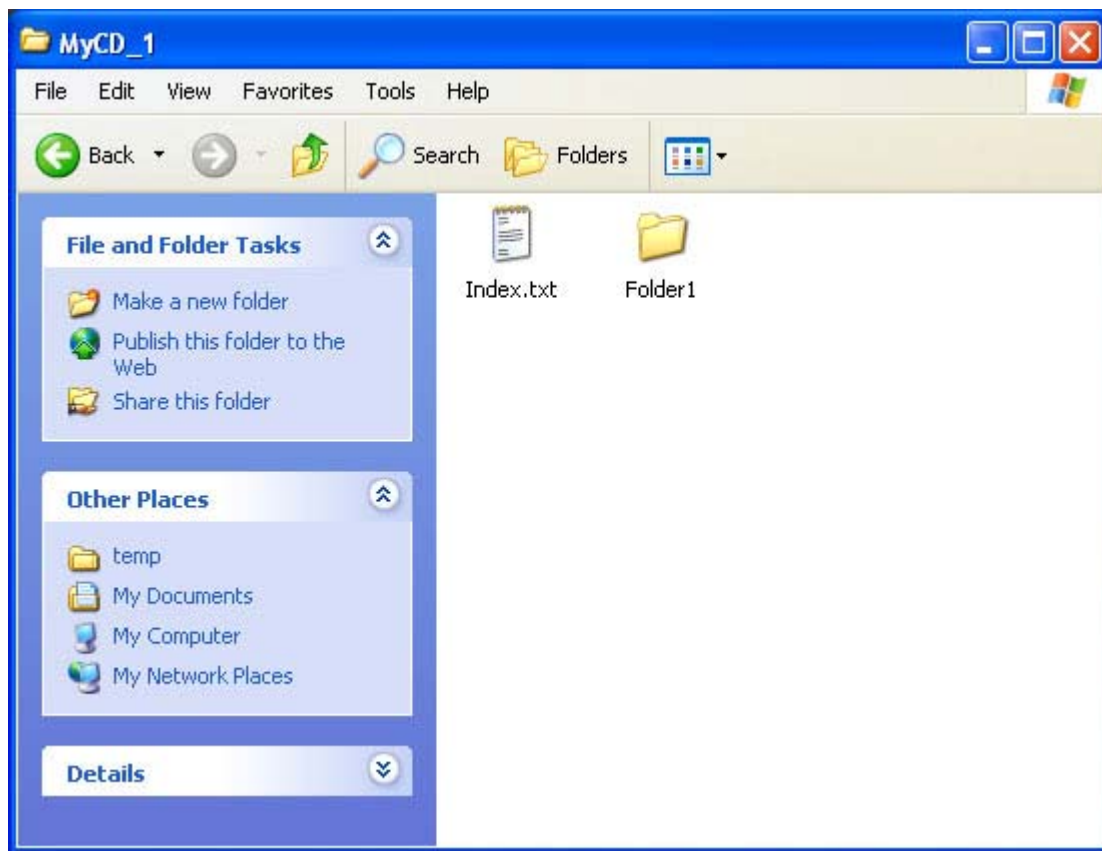 MyCD_1
File Edit View Favorites Tools Help
Back Search Folders
File and Folder Tasks
Make a new folder
Publish this folder to the
Web
Share this folder
Other Places
temp
My Documents
My Computer
My Network Places
Details
Index.txt Folder1